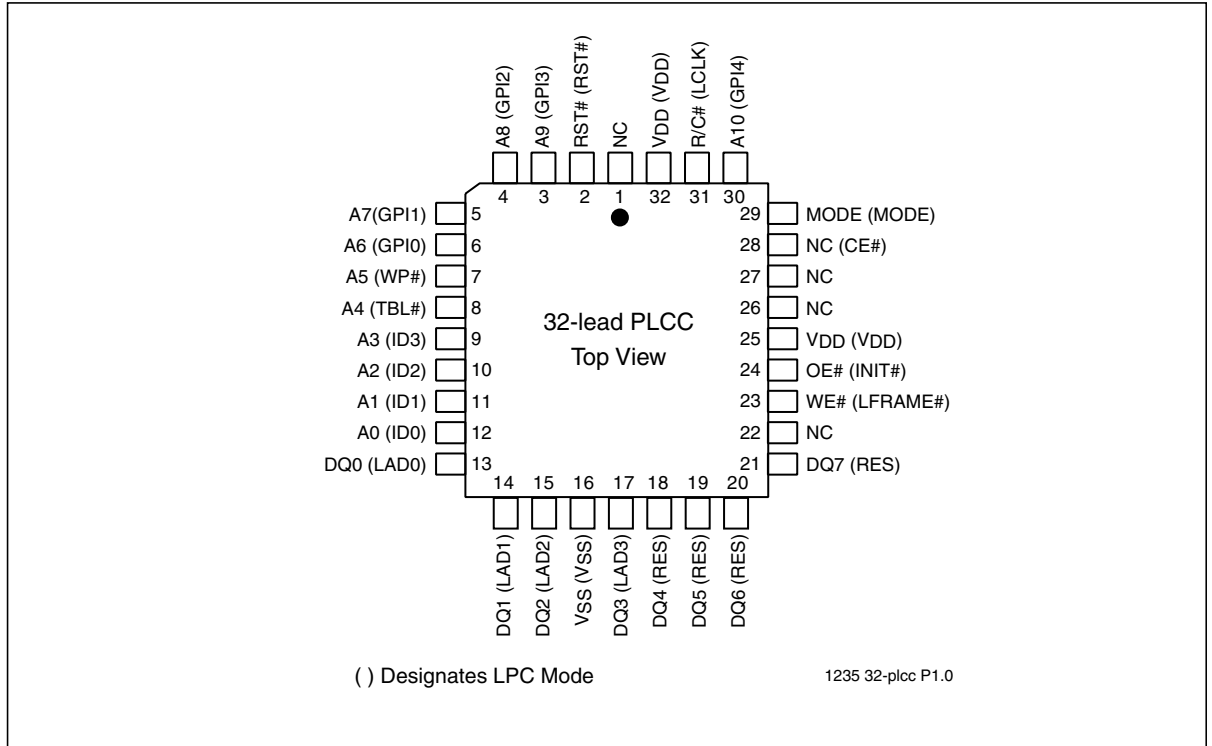 A8 (GPI2)
A9 (GPI3)
RST# (RST#)
NC
VDD (VDD)
R/C# (LCLK)
A10 (GPI4)
4
3
2
1
32
31
30
A7(GPI1)
5
A6 (GPI0)
6
A5 (WP#)
7
A4 (TBL#)
8
A3 (ID3)
9
A2 (ID2)
10
A1 (ID1)
11
A0 (ID0)
12
DQ0 (LAD0)
13
32-lead PLCC
Top View
29
MODE (MODE)
28
NC (CE#)
27
NC
26
NC
25
VDD (VDD)
24
OE# (INIT#)
23
WE# (LFRAME#)
22
NC
21
DQ7 (RES)
14
15
16
17
18
19
20
DQ1 (LAD1)
DQ2 (LAD2)
VSS (VSS)
DQ3 (LAD3)
DQ4 (RES)
DQ5 (RES)
DQ6 (RES)
( ) Designates LPC Mode
1235 32-plcc P1.0